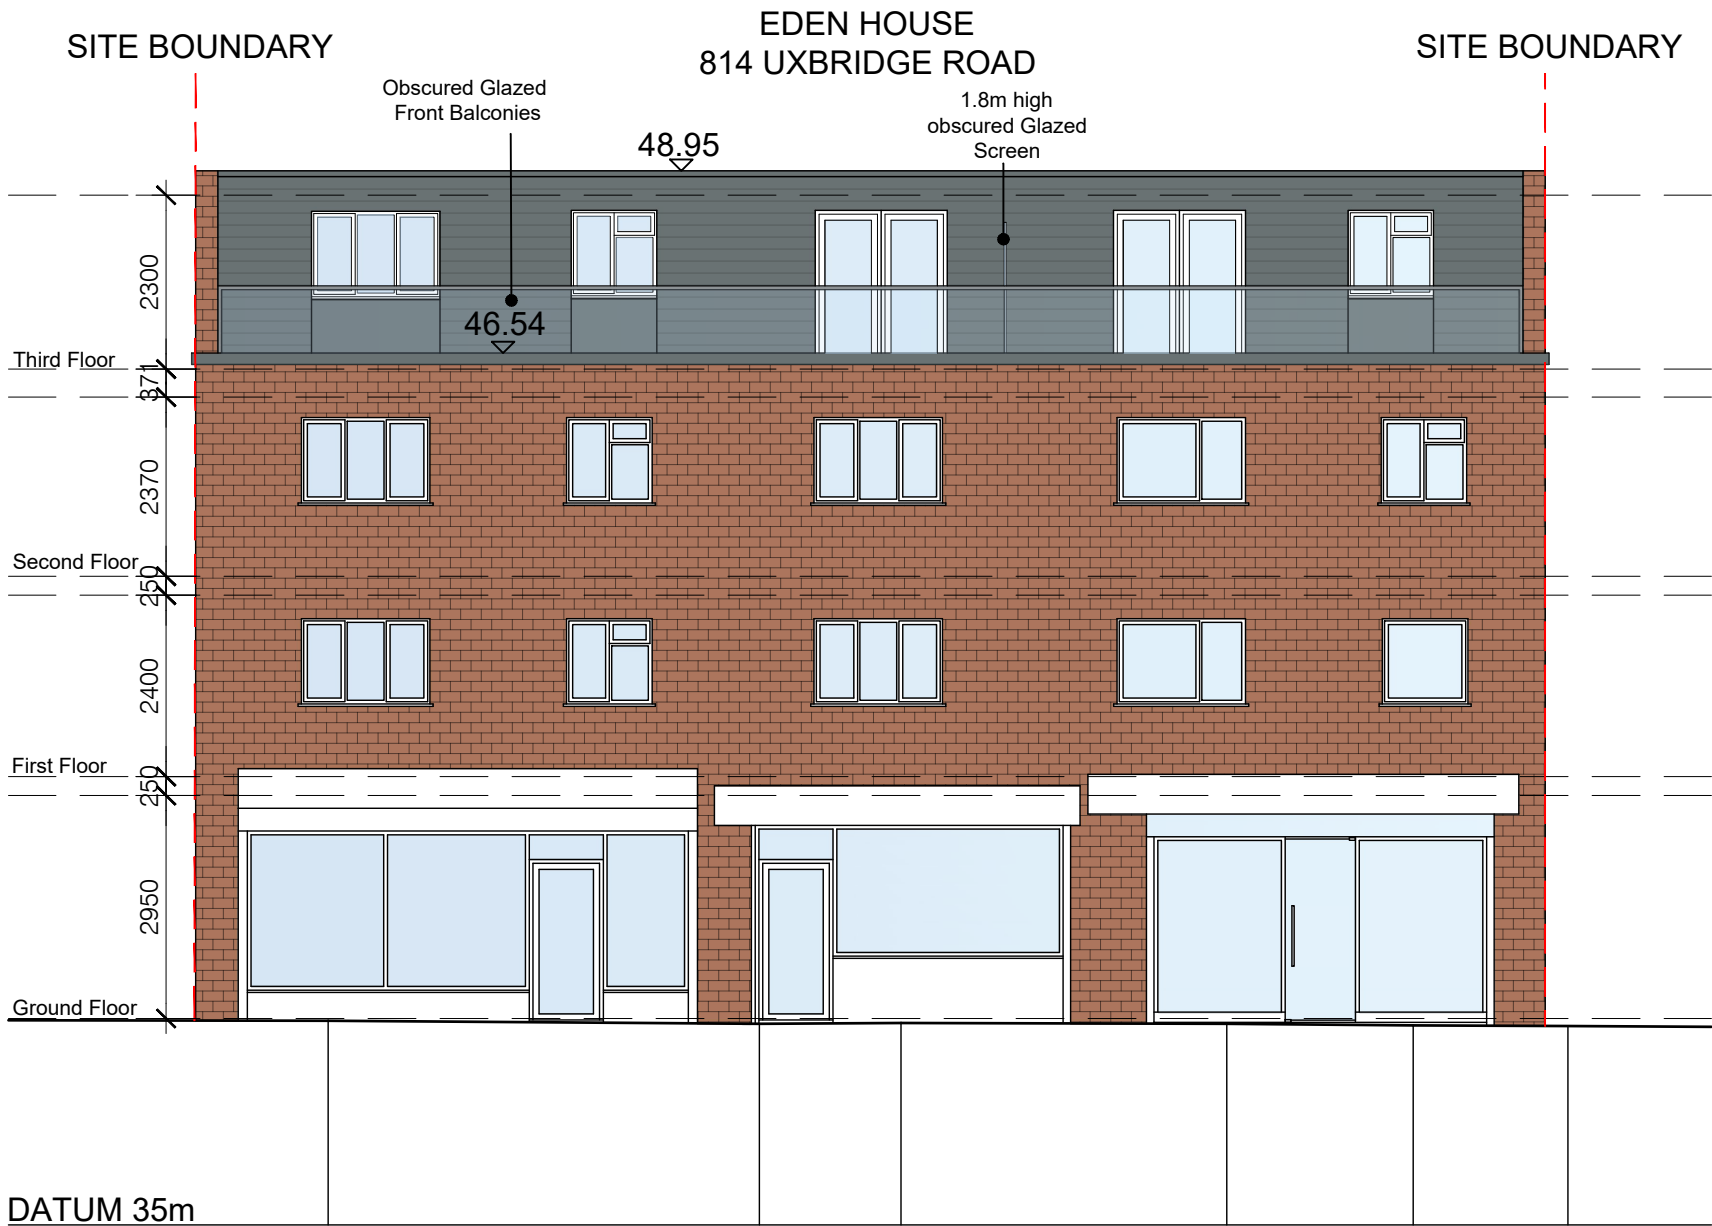 EDEN HOUSE
814 UXBRIDGE ROAD
SITE BOUNDARY
SITE BOUNDARY
Obscured Glazed
Front Balconies
1.8m high
obscured Glazed
Screen
48.95
46.54
2300
Third Floor
371
2370
Second Floor
250
2400
First Floor
250
2950
Ground Floor
DATUM 35m